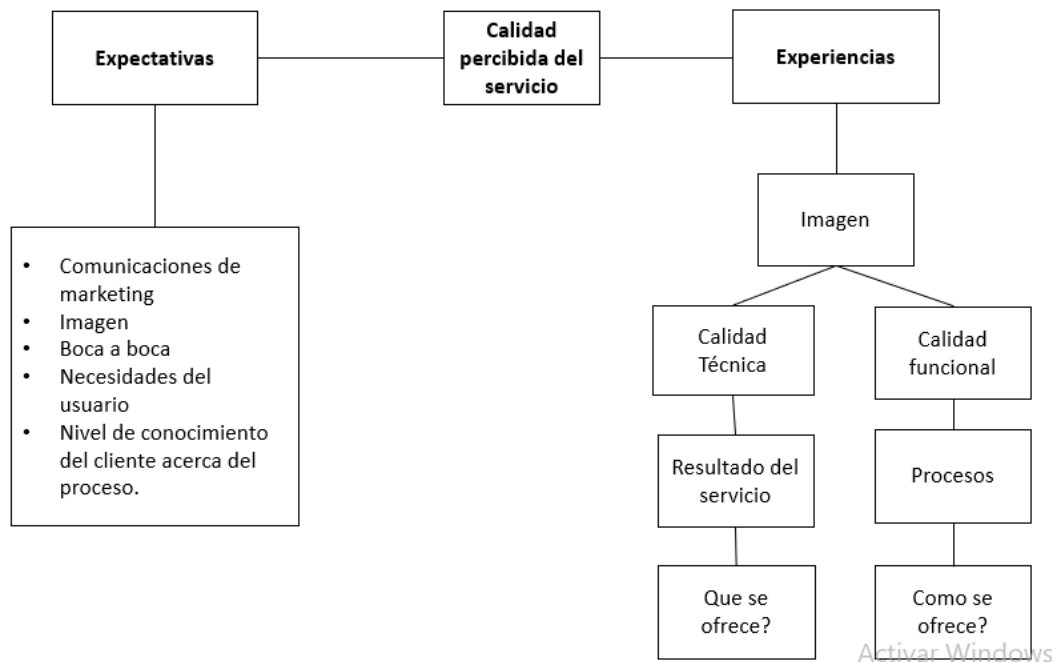 Expectativas
Calidad
percibida del
servicio
Experiencias
Imagen
• Comunicaciones de
marketing
• Imagen
• Boca a boca
• Necesidades del
usuario
• Nivel de conocimiento
del cliente acerca del
proceso.
Calidad
Técnica
Calidad
funcional
Resultado del
servicio
Procesos
Que se
ofrece?
Como se
ofrece?
Activar Windows